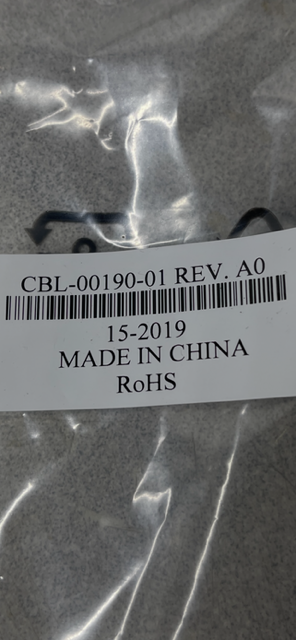 CBL-00190-01 REV. A0
15-2019
MADE IN CHINA
RoHS